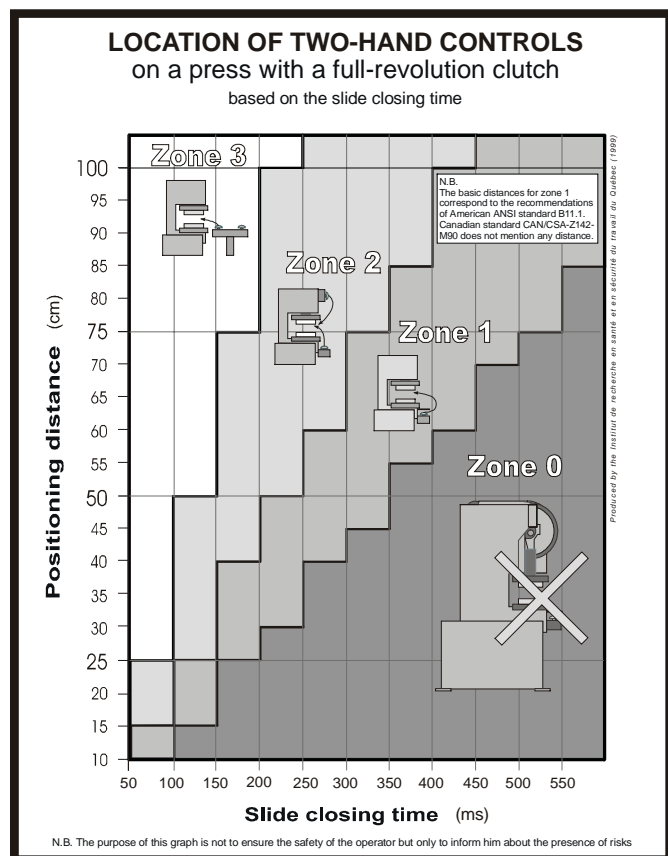 LOCATION OF TWO-HAND CONTROLS
on a press with a full-revolution clutch
based on the slide closing time
Zone 3
N.B.
The basic distances for zone 1
correspond to the recommendations
of American ANSI standard B11.1.
Canadian standard CAN/CSA-Z142-
M90 does not mention any distance.
Zone 2
Zone 1
Zone 0
Positioning distance (cm)
100
95
90
85
80
75
70
60
55
50
45
40
35
30
25
20
15
10
50 100 150 200 250 300 350 400 450 500 550
Slide closing time (ms)
Produced by the Institut de recherche en santé et en sécurité du travail du Québec (1999)
N.B. The purpose of this graph is not to ensure the safety of the operator but only to inform him about the presence of risks